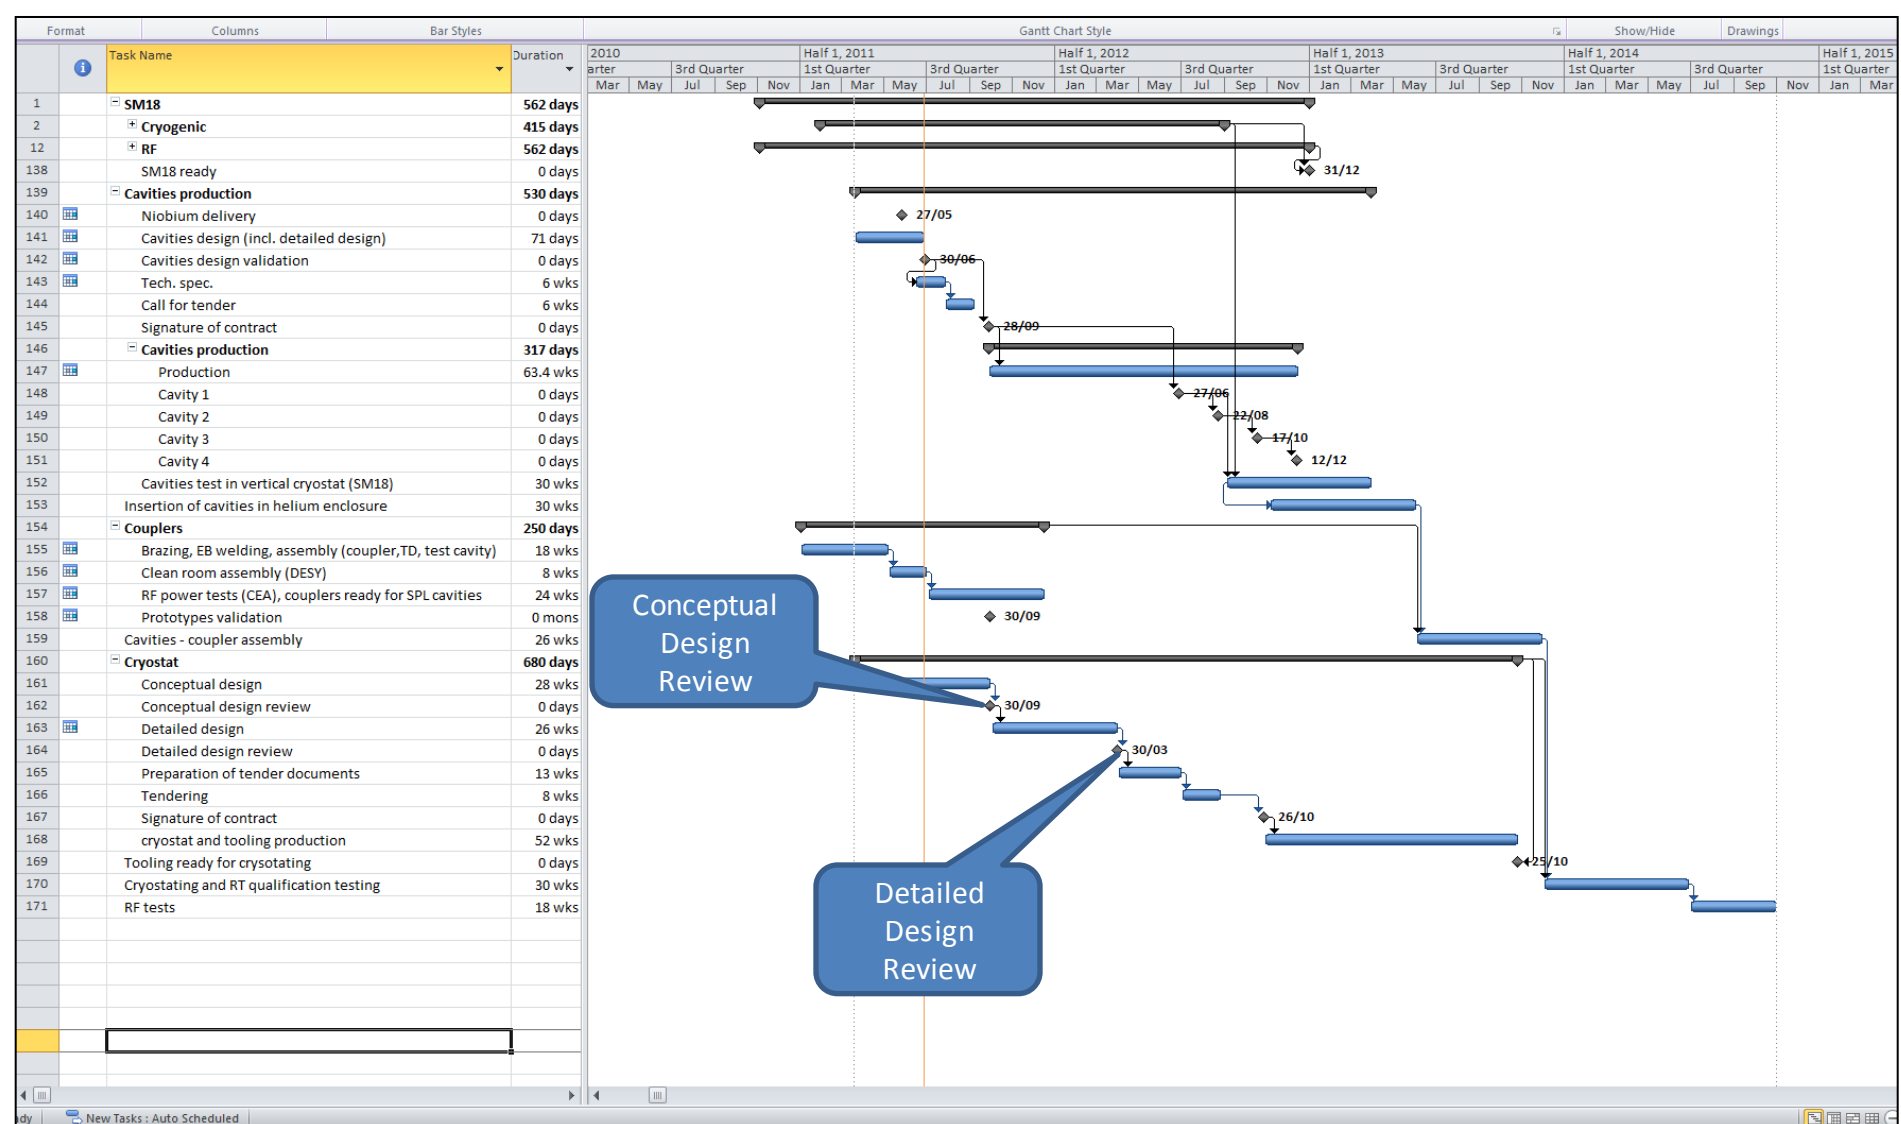 Format Columns Bar Styles Gantt Chart Style Show/Hide Drawings
Task Name Duration 2010 Half 1, 2011 Half 1, 2012 Half 1, 2013 Half 1, 2014 Half 1, 2015
arter 3rd Quarter 1st Quarter 3rd Quarter 1st Quarter 3rd Quarter 1st Quarter 3rd Quarter 1st Quarter 3rd Quarter 1st Quarter
Mar May Jul Sep Nov Jan Mar May Jul Sep Nov Jan Mar May Jul Sep Nov Jan Mar May Jul Sep Nov Jan Mar May Jul Sep Nov Jan Mar
1 SM18 562 days
2 Cryogenic 415 days
12 RF 562 days
138 SM18 ready 0 days 31/12
139 Cavities production 530 days
140 Niobium delivery 0 days 27/05
141 Cavities design (incl. detailed design) 71 days
142 Cavities design validation 0 days 30/06
143 Tech. spec. 6 wks
144 Call for tender 6 wks
145 Signature of contract 0 days 28/09
146 Cavities production 317 days
147 Production 63.4 wks
148 Cavity 1 0 days 27/06
149 Cavity 2 0 days 22/08
150 Cavity 3 0 days 17/10
151 Cavity 4 0 days 12/12
152 Cavities test in vertical cryostat (SM18) 30 wks
153 Insertion of cavities in helium enclosure 30 wks
154 Couplers 250 days
155 Brazing, EB welding, assembly (coupler,TD, test cavity) 18 wks
156 Clean room assembly (DESY) 8 wks
157 RF power tests (CEA), couplers ready for SPL cavities 24 wks
158 Prototypes validation 0 mons 30/09
159 Cavities - coupler assembly 26 wks
160 Cryostat 680 days
161 Conceptual design 28 wks
162 Conceptual design review 0 days 30/09
163 Detailed design 26 wks
164 Detailed design review 0 days 30/03
165 Preparation of tender documents 13 wks
166 Tendering 8 wks
167 Signature of contract 0 days 26/10
168 cryostat and tooling production 52 wks
169 Tooling ready for crysotating 0 days 25/10
170 Cryostating and RT qualification testing 30 wks
171 RF tests 18 wks
Conceptual
Design
Review
Detailed
Design
Review
ady New Tasks : Auto Scheduled